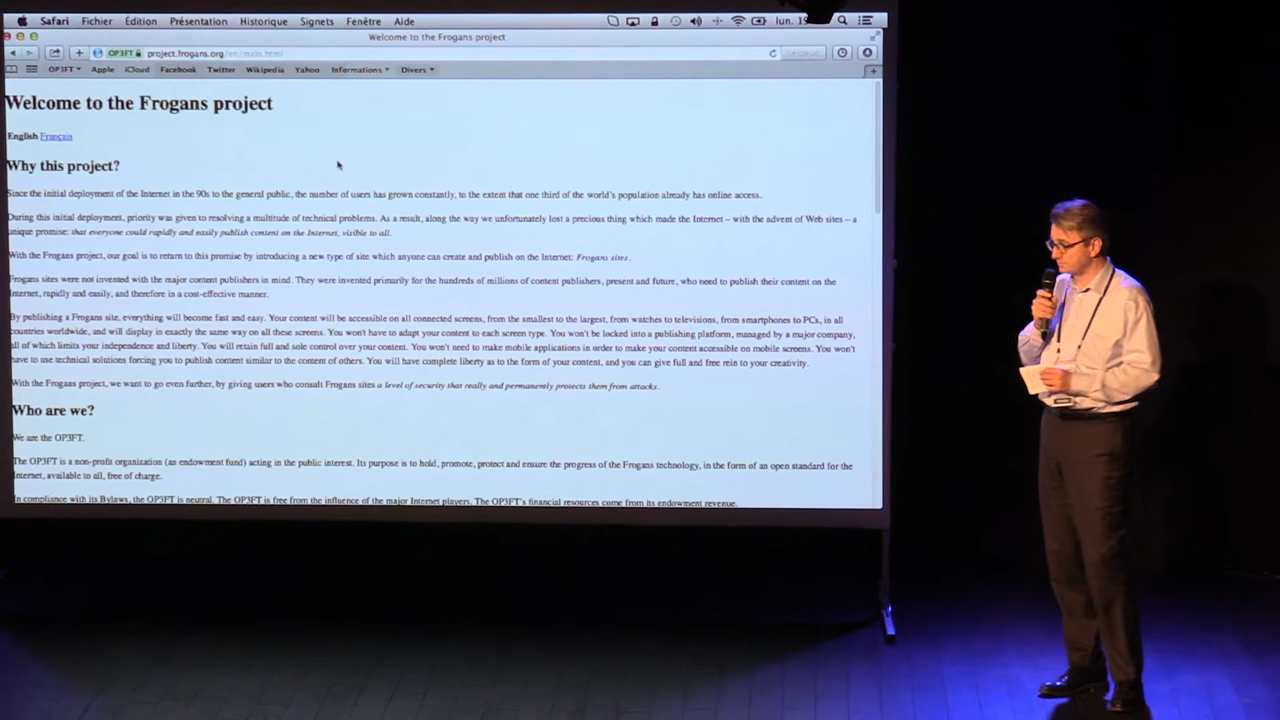 Safari Fichier Édition Présentation Historique Signets Fenêtre Aide lun. 19
Welcome to the Frogans project
OP3FT project.frogans.org/en/main.html
OP3FT Apple iCloud Facebook Twitter Wikipedia Yahoo Informations Divers
Welcome to the Frogans project
English Français
Why this project?
Since the initial deployment of the Internet in the 90s to the general public, the number of users has grown constantly, to the extent that one third of the world's population already has online access.
During this initial deployment, priority was given to resolving a multitude of technical problems. As a result, along the way we unfortunately lost a precious thing which made the Internet – with the advent of Web sites – a
unique promise: that everyone could rapidly and easily publish content on the Internet, visible to all.
With the Frogans project, our goal is to return to this promise by introducing a new type of site which anyone can create and publish on the Internet: Frogans sites.
Frogans sites were not invented with the major content publishers in mind. They were invented primarily for the hundreds of millions of content publishers, present and future, who need to publish their content on the
Internet, rapidly and easily, and therefore in a cost-effective manner.
By publishing a Frogans site, everything will become fast and easy. Your content will be accessible on all connected screens, from the smallest to the largest, from watches to televisions, from smartphones to PCs, in all
countries worldwide, and will display in exactly the same way on all these screens. You won't have to adapt your content to each screen type. You won't be locked into a publishing platform, managed by a major company,
all of which limits your independence and liberty. You will retain full and sole control over your content. You won't need to make mobile applications in order to make your content accessible on mobile screens. You won't
have to use technical solutions forcing you to publish content similar to the content of others. You will have complete liberty as to the form of your content, and you can give full and free rein to your creativity.
With the Frogans project, we want to go even further, by giving users who consult Frogans sites a level of security that really and permanently protects them from attacks.
Who are we?
We are the OP3FT.
The OP3FT is a non-profit organization (an endowment fund) acting in the public interest. Its purpose is to hold, promote, protect and ensure the progress of the Frogans technology, in the form of an open standard for the
Internet, available to all, free of charge.
In compliance with its Bylaws, the OP3FT is neutral. The OP3FT is free from the influence of the major Internet players. The OP3FT's financial resources come from its endowment revenue.